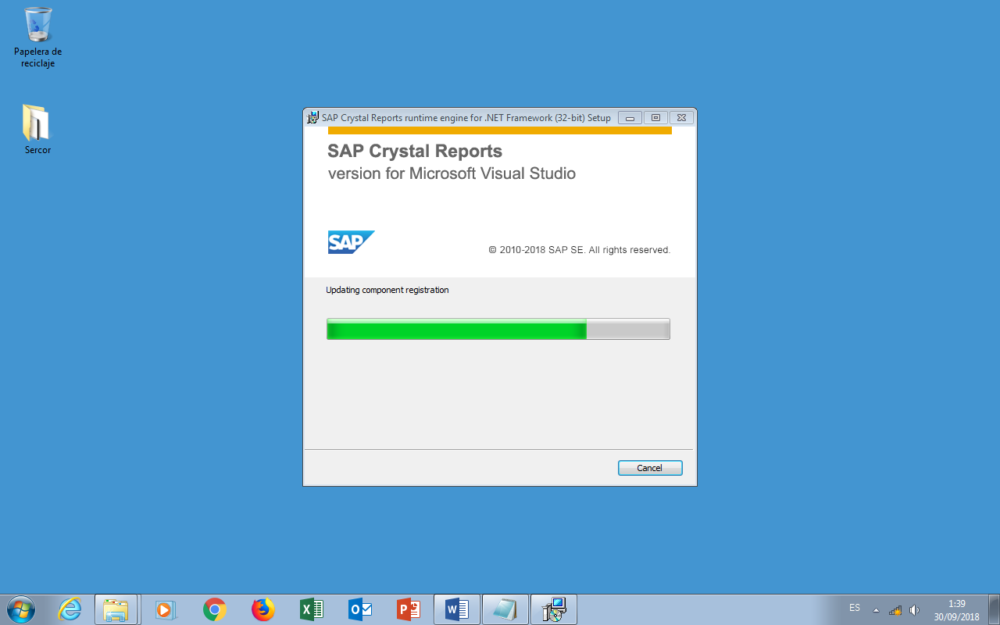 Papelera de
reciclaje
Sercor
SAP Crystal Reports runtime engine for .NET Framework (32-bit) Setup
SAP Crystal Reports
version for Microsoft Visual Studio
SAP
© 2010-2018 SAP SE. All rights reserved.
Updating component registration
Cancel
ES
1:39
30/09/2018